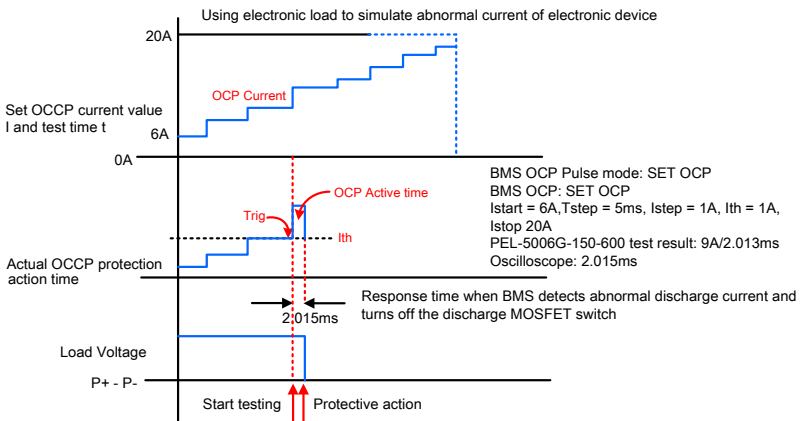 Using electronic load to simulate abnormal current of electronic device
20A
OCP Current
Set OCCP current value
I and test time t
6A
0A
BMS OCP Pulse mode: SET OCP
BMS OCP: SET OCP
Istart = 6A,Tstep = 5ms, Istep = 1A, Ith = 1A,
Istop 20A
PEL-5006G-150-600 test result: 9A/2.013ms
Oscilloscope: 2.015ms
OCP Active time
Trig
Ith
Actual OCCP protection
action time
Response time when BMS detects abnormal discharge current and
turns off the discharge MOSFET switch
2.015ms
Load Voltage
P+ - P-
Start testing
Protective action